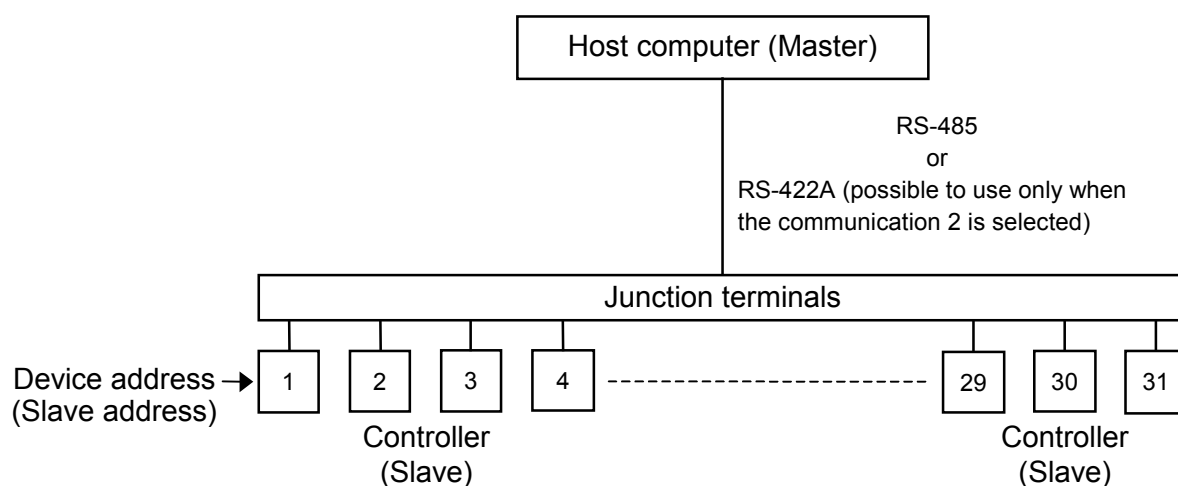 Host computer (Master)
RS-485
or
RS-422A (possible to use only when
the communication 2 is selected)
Junction terminals
Device address
(Slave address)
1 2 3 4 29 30 31
Controller
(Slave)
Controller
(Slave)